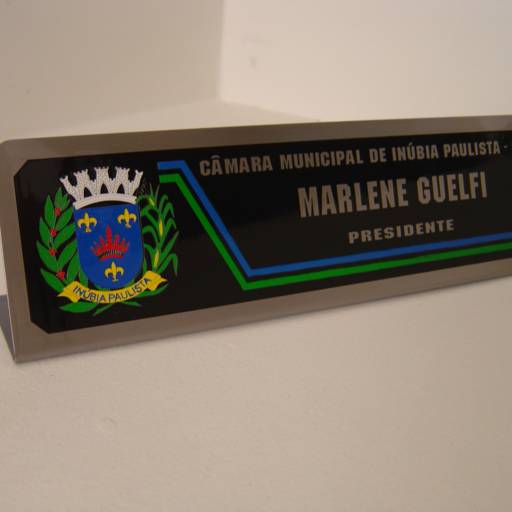 CÂMARA MUNICIPAL DE INÚBIA PAULISTA -
MARLENE GUELFI
PRESIDENTE
INÚBIA PAULISTA